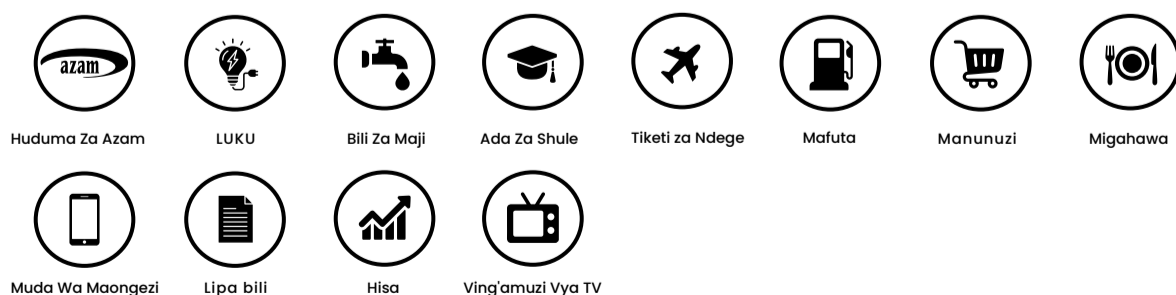 azam
Huduma Za Azam
LUKU
Bili Za Maji
Ada Za Shule
Tiketi za Ndege
Mafuta
Manunuzi
Migahawa
Muda Wa Maongezi
Lipa bili
Hisa
Ving'amuzi Vya TV